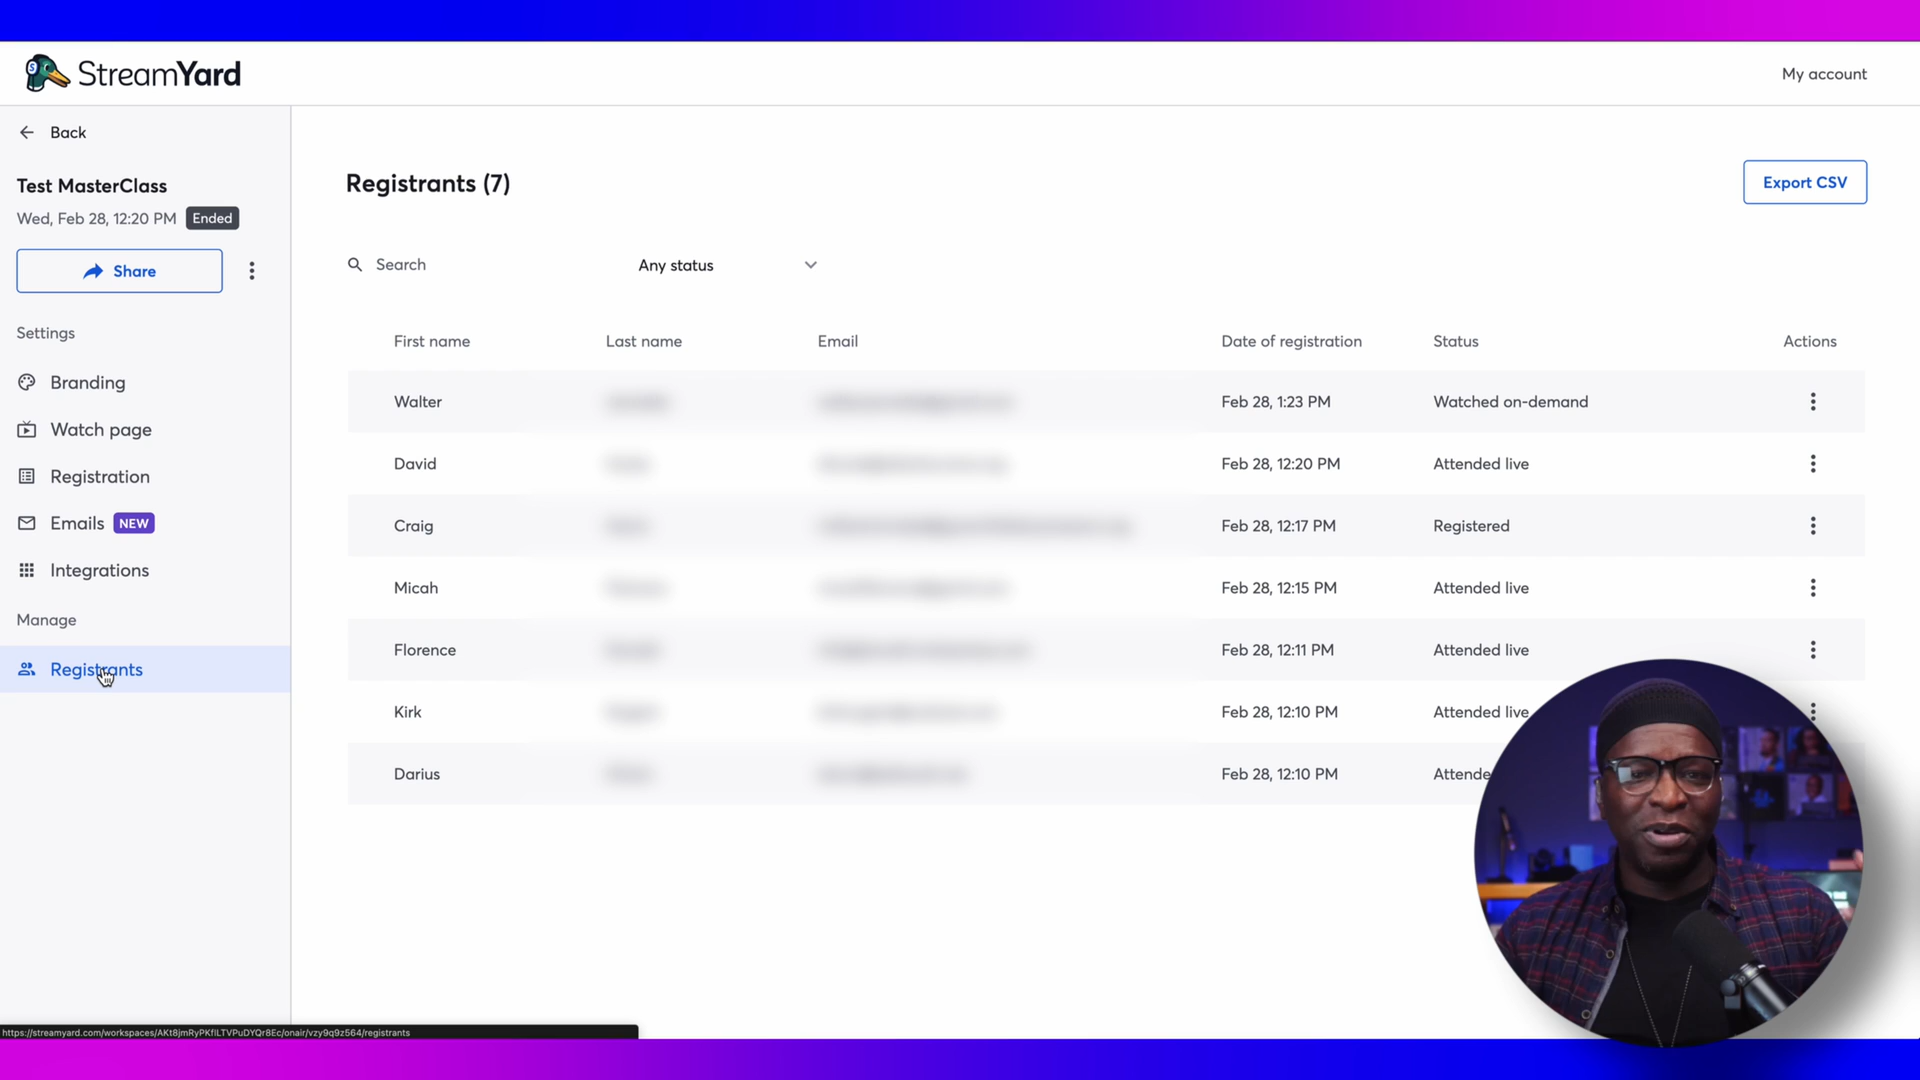 StreamYard
My account
Back
Test MasterClass
Wed, Feb 28, 12:20 PM Ended
Share
Settings
Branding
Watch page
Registration
Emails NEW
Integrations
Manage
Registrants
Registrants (7)
Export CSV
Search
Any status
First name Last name Email Date of registration Status Actions
Walter Feb 28, 1:23 PM Watched on-demand
David Feb 28, 12:20 PM Attended live
Craig Feb 28, 12:17 PM Registered
Micah Feb 28, 12:15 PM Attended live
Florence Feb 28, 12:11 PM Attended live
Kirk Feb 28, 12:10 PM Attended live
Darius Feb 28, 12:10 PM Attende